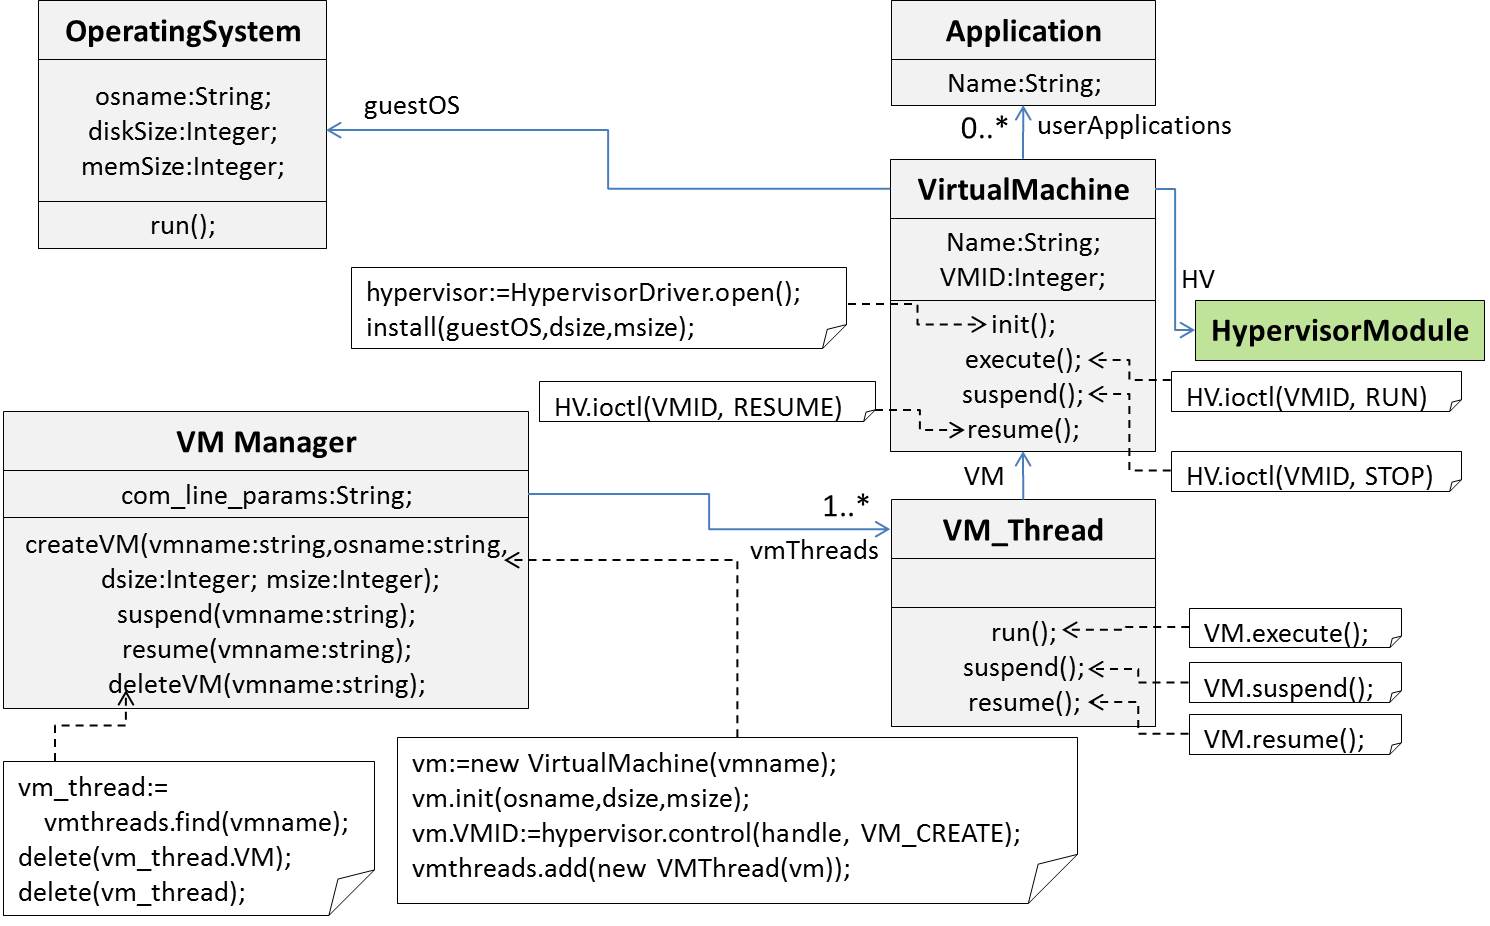 OperatingSystem
osname:String;
diskSize:Integer;
memSize:Integer;
run();
guestOS
Application
Name:String;
0..*
userApplications
VirtualMachine
Name:String;
VMID:Integer;
init();
execute();
suspend();
resume();
HV
HypervisorModule
hypervisor:=HypervisorDriver.open();
install(guestOS,dsize,msize);
HV.ioctl(VMID, RESUME)
HV.ioctl(VMID, RUN)
HV.ioctl(VMID, STOP)
VM Manager
com_line_params:String;
createVM(vmname:string,osname:string,
dsize:Integer; msize:Integer);
suspend(vmname:string);
resume(vmname:string);
deleteVM(vmname:string);
1..*
vmThreads
VM
VM_Thread
run();
suspend();
resume();
VM.execute();
VM.suspend();
VM.resume();
vm_thread:=
vmthreads.find(vmname);
delete(vm_thread.VM);
delete(vm_thread);
vm:=new VirtualMachine(vmname);
vm.init(osname,dsize,msize);
vm.VMID:=hypervisor.control(handle, VM_CREATE);
vmthreads.add(new VMThread(vm));